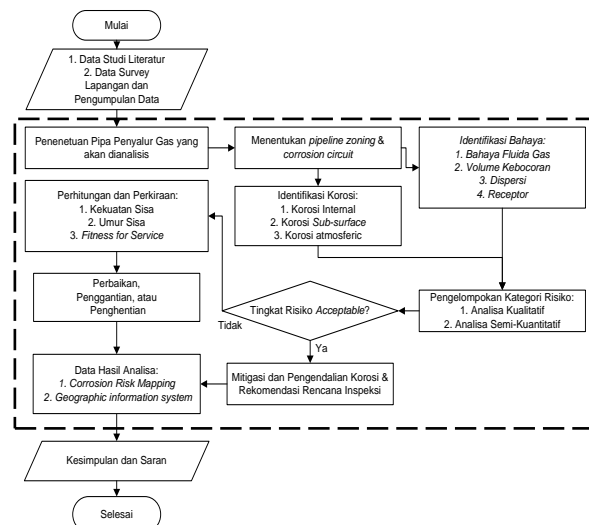 Mulai
1. Data Studi Literatur
2. Data Survey
Lapangan dan
Pengumpulan Data
Penenetuan Pipa Penyalur Gas yang
akan dianalisis
Menentukan pipeline zoning &
corrosion circuit
Identifikasi Bahaya:
1. Bahaya Fluida Gas
2. Volume Kebocoran
3. Dispersi
4. Receptor
Perhitungan dan Perkiraan:
1. Kekuatan Sisa
2. Umur Sisa
3. Fitness for Service
Identifikasi Korosi:
1. Korosi Internal
2. Korosi Sub-surface
3. Korosi atmosferic
Perbaikan,
Penggantian, atau
Penghentian
Tingkat Risiko Acceptable?
Tidak
Ya
Pengelompokan Kategori Risiko:
1. Analisa Kualitatif
2. Analisa Semi-Kuantitatif
Data Hasil Analisa:
1. Corrosion Risk Mapping
2. Geographic information system
Mitigasi dan Pengendalian Korosi &
Rekomendasi Rencana Inspeksi
Kesimpulan dan Saran
Selesai